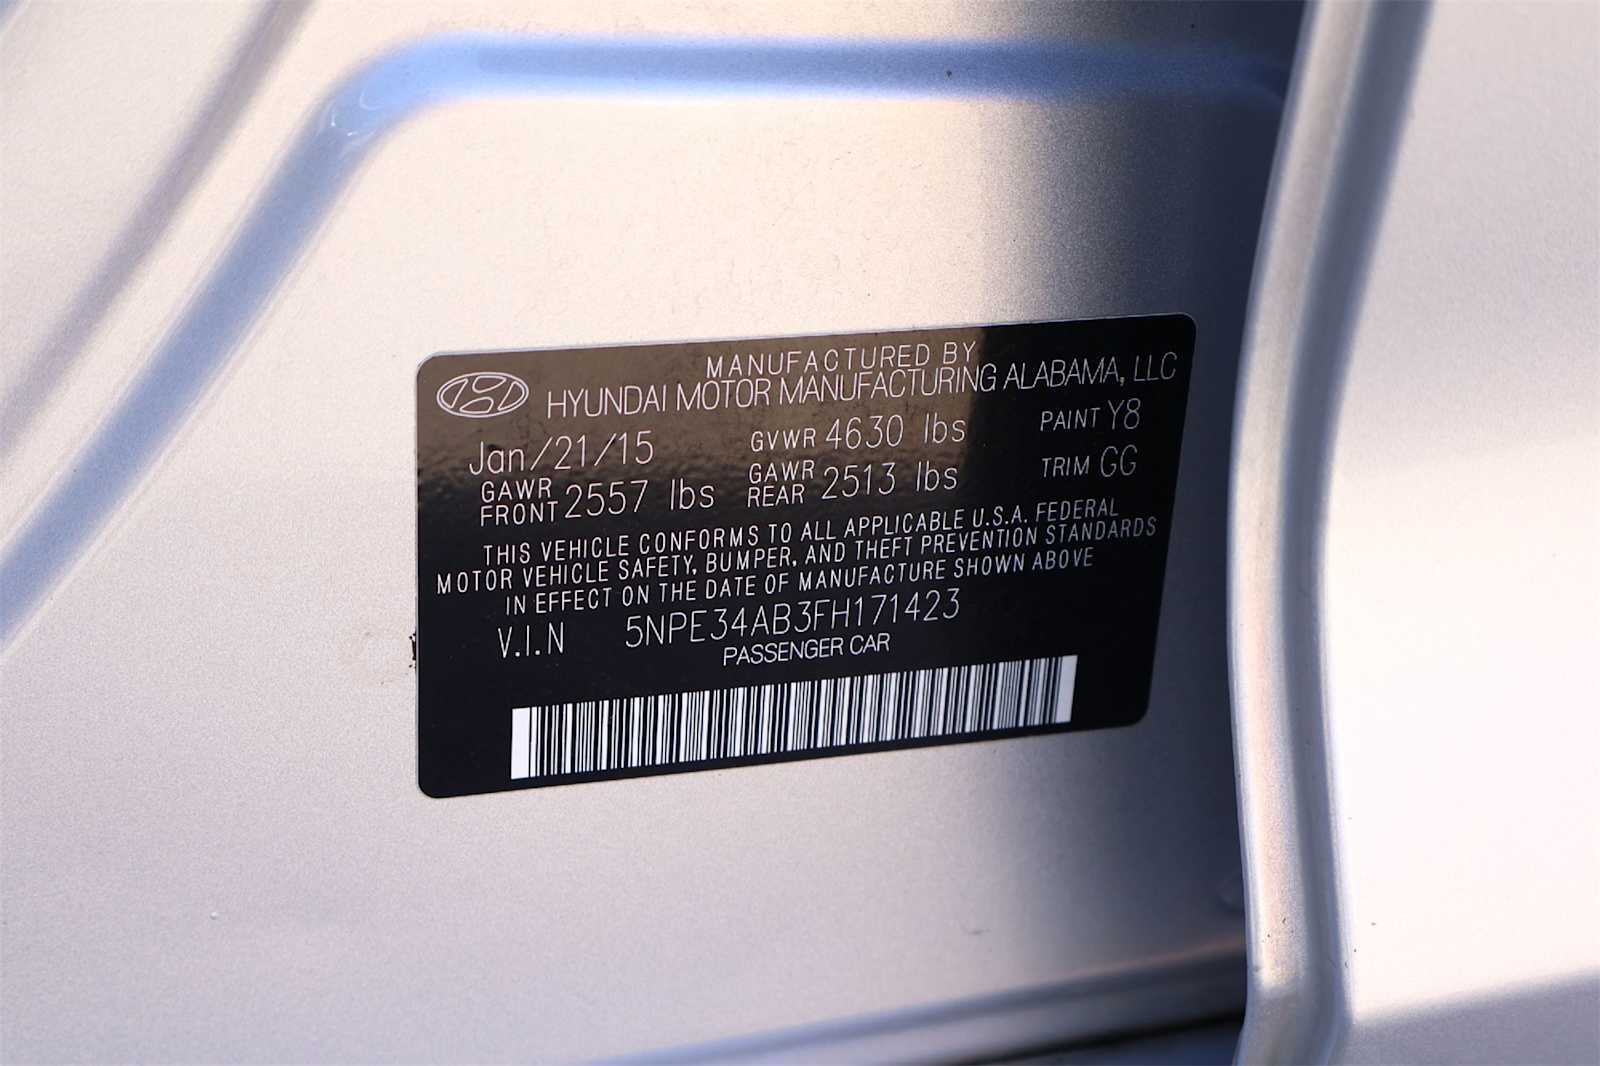 MANUFACTURED BY
HYUNDAI MOTOR MANUFACTURING ALABAMA, LLC
Jan/21/15 GVWR 4630 lbs PAINT Y8
GAWR FRONT 2557 lbs GAWR REAR 2513 lbs TRIM GG
THIS VEHICLE CONFORMS TO ALL APPLICABLE U.S.A. FEDERAL
MOTOR VEHICLE SAFETY, BUMPER, AND THEFT PREVENTION STANDARDS
IN EFFECT ON THE DATE OF MANUFACTURE SHOWN ABOVE
V.I.N 5NPE34AB3FH171423
PASSENGER CAR